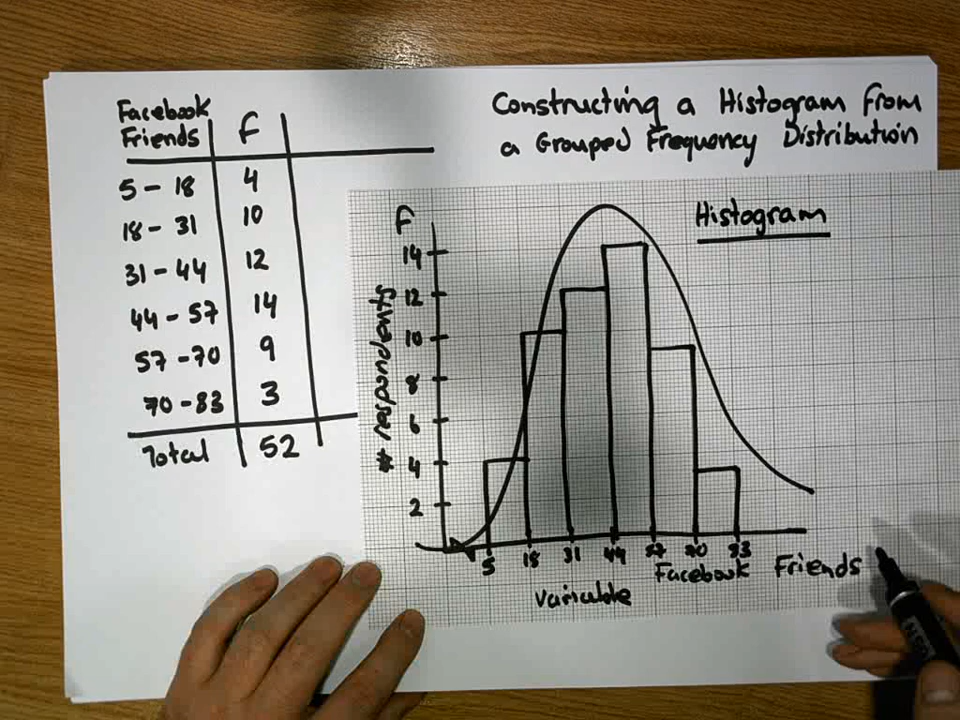 Constructing a Histogram from
a Grouped Frequency Distribution
Facebook
Friends F
5 - 18 4
18 - 31 10
31 - 44 12
44 - 57 14
57 - 70 9
70 - 83 3
Total 52
Histogram
F
# respondents
14
12
10
8
6
4
2
5 18 31 44 57 70 83
Facebook Friends
Variable